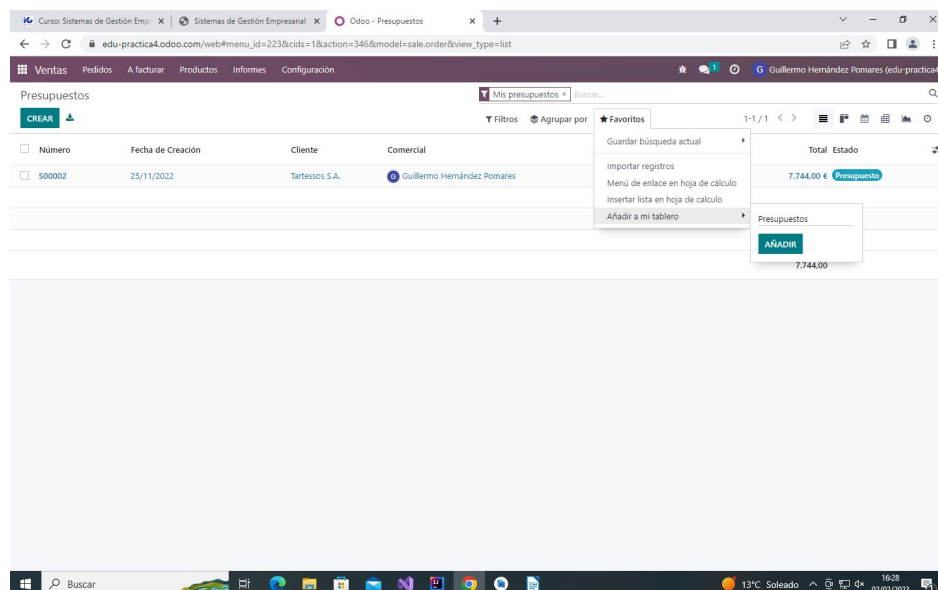 Curso: Sistemas de Gestión Empr
Sistemas de Gestión Empresarial
Odoo - Presupuestos
edu-practica4.odoo.com/web#menu_id=223&cids=1&action=346&model=sale.order&view_type=list
Ventas Pedidos A facturar Productos Informes Configuración 1 G Guillermo Hernández Pomares (edu-practica4
Presupuestos
Mis presupuestos × Buscar...
CREAR
Filtros Agrupar por Favoritos 1-1 / 1
Número Fecha de Creación Cliente Comercial Total Estado
S00002 25/11/2022 Tartessos S.A. G Guillermo Hernández Pomares 7.744,00 € Presupuesto
Guardar búsqueda actual
Importar registros
Menú de enlace en hoja de cálculo
Insertar lista en hoja de calculo
Añadir a mi tablero
Presupuestos
AÑADIR
7.744,00
Buscar
13°C Soleado
16:28
02/02/2023